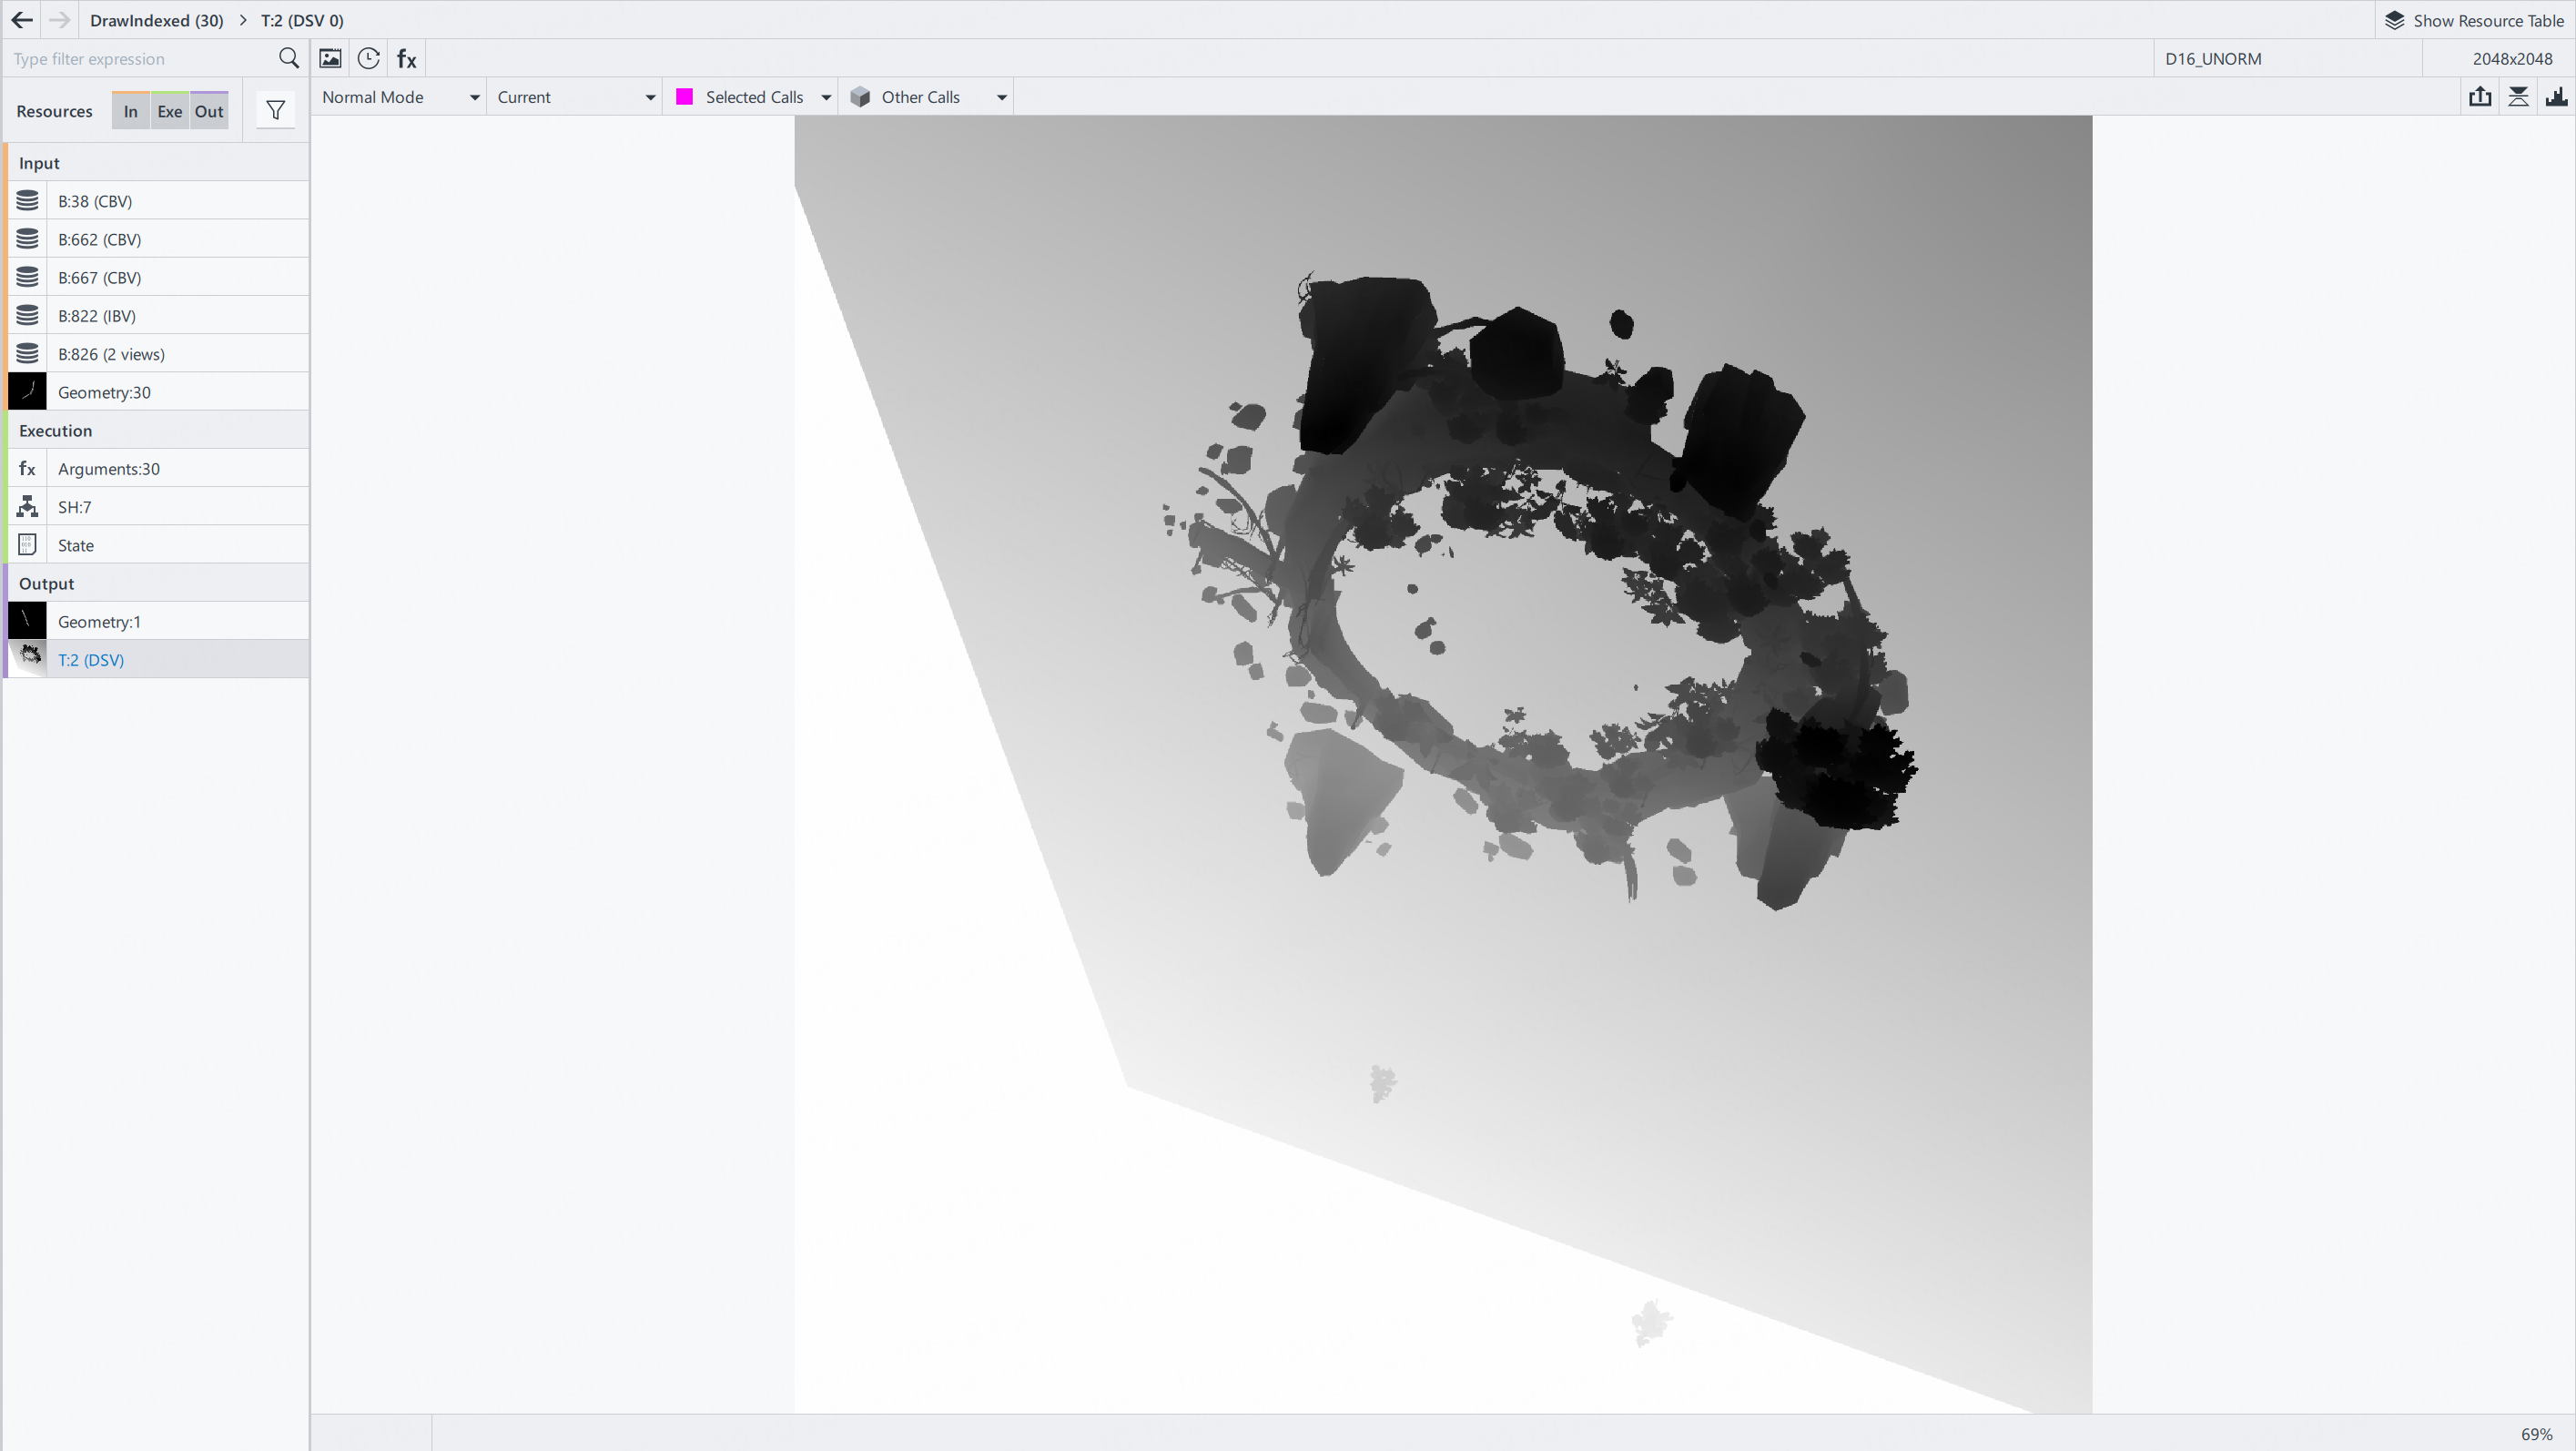 DrawIndexed (30) > T:2 (DSV 0) Show Resource Table
Type filter expression fx D16_UNORM 2048x2048
Resources In Exe Out Normal Mode Current Selected Calls Other Calls
Input
B:38 (CBV)
B:662 (CBV)
B:667 (CBV)
B:822 (IBV)
B:826 (2 views)
Geometry:30
Execution
fx Arguments:30
SH:7
State
Output
Geometry:1
T:2 (DSV)
69%